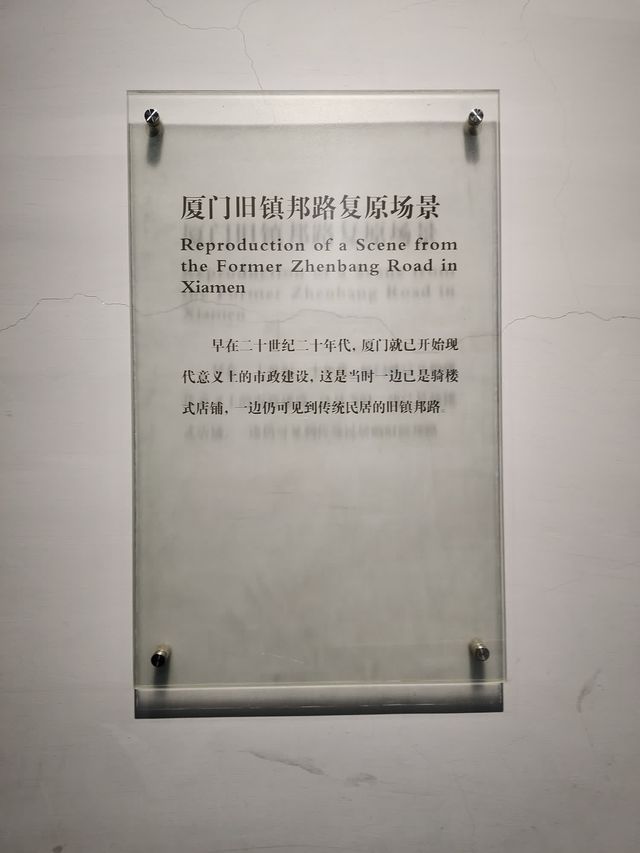 厦门旧镇邦路复原场景
Reproduction of a Scene from
the Former Zhenbang Road in
Xiamen
早在二十世纪二十年代，厦门就已开始现
代意义上的市政建设，这是当时一边已是骑楼
式店铺，一边仍可见到传统民居的旧镇邦路。